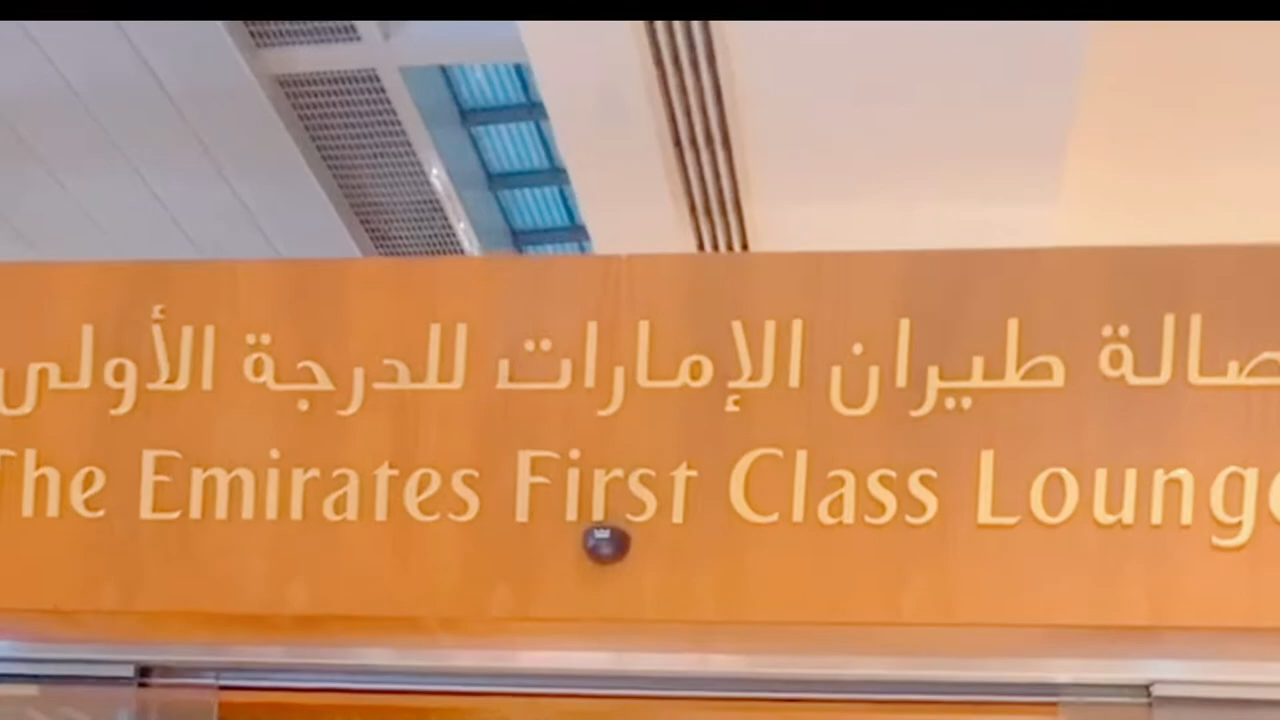 صالة طيران الإمارات للدرجة الأولى
The Emirates First Class Lounge